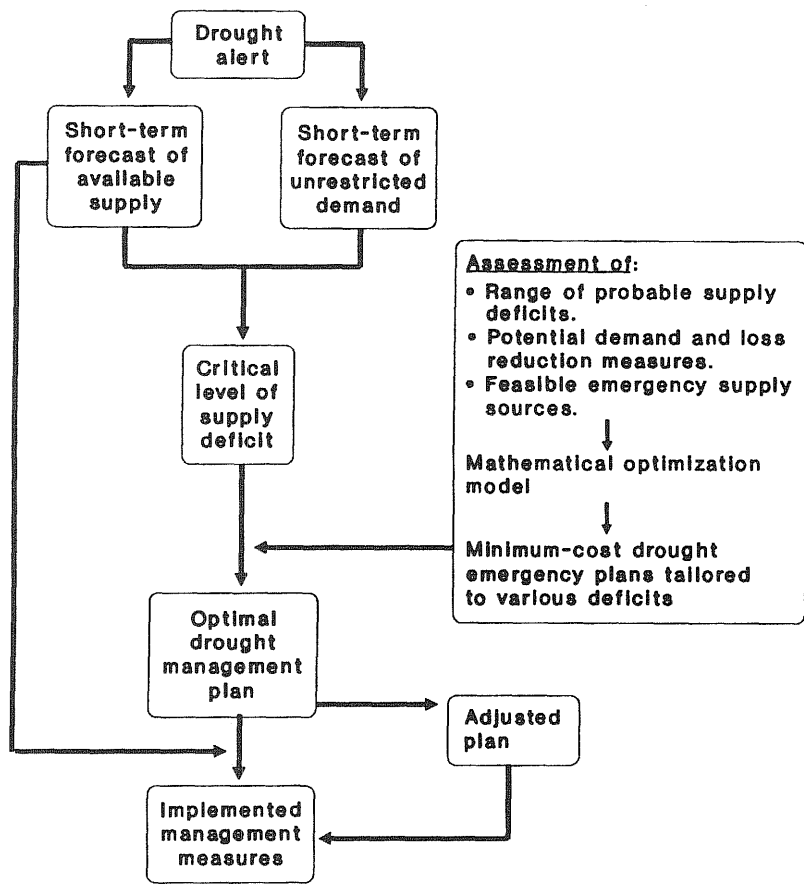 Drought
alert
Short-term
forecast of
available
supply
Short-term
forecast of
unrestricted
demand
Critical
level of
supply
deficit
Assessment of:
• Range of probable supply
deficits.
• Potential demand and loss
reduction measures.
• Feasible emergency supply
sources.
Mathematical optimization
model
Minimum-cost drought
emergency plans tailored
to various deficits
Optimal
drought
management
plan
Adjusted
plan
Implemented
management
measures